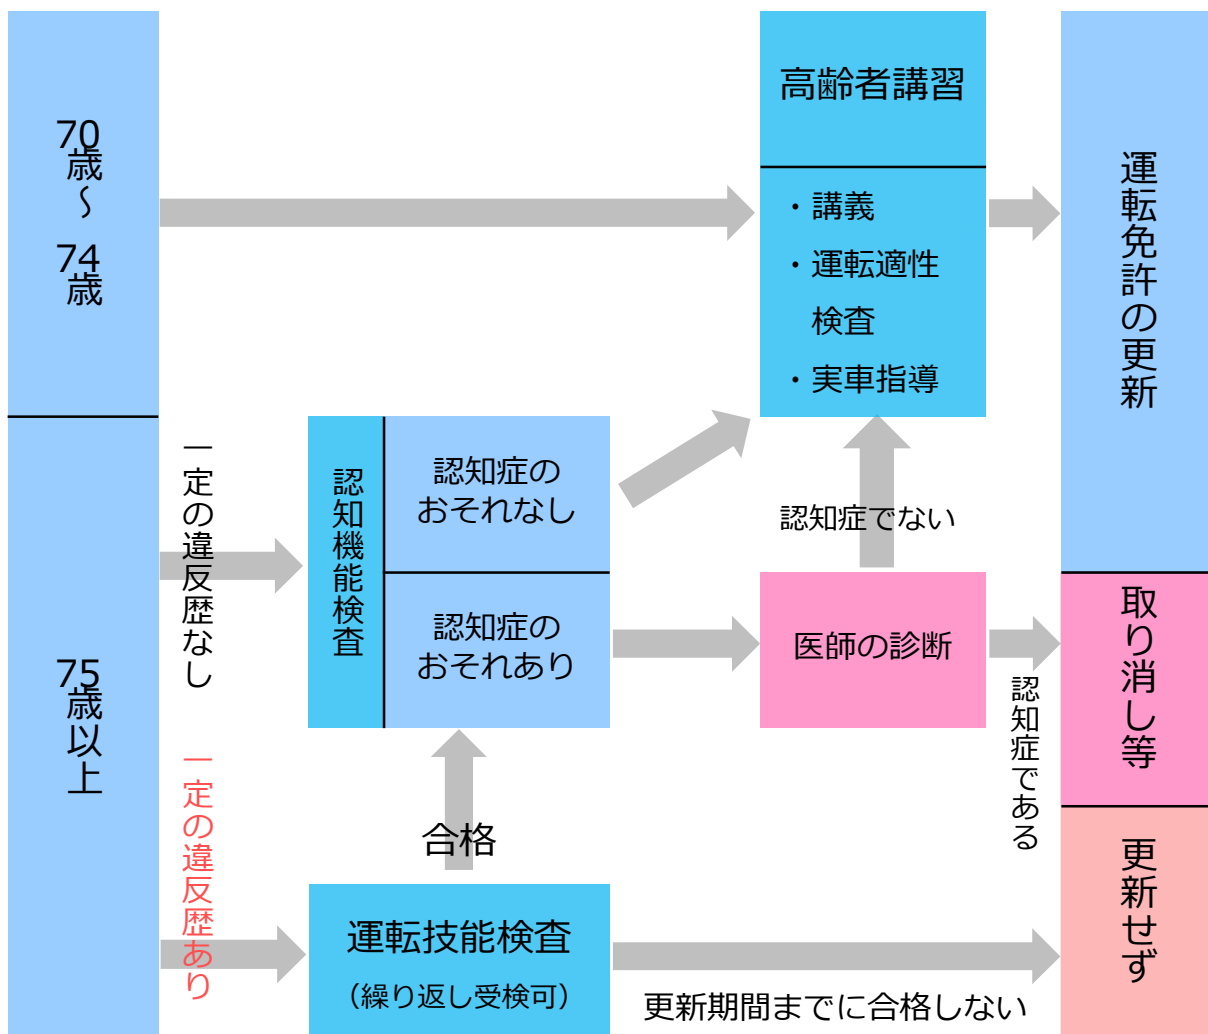 70歳～74歳
高齢者講習
・講義
・運転適性
検査
・実車指導
運転免許の更新
75歳以上
一定の違反歴なし
認知機能検査
認知症の
おそれなし
認知症の
おそれあり
認知症でない
医師の診断
認知症である
取り消し等
一定の違反歴あり
合格
運転技能検査
（繰り返し受検可）
更新期間までに合格しない
更新せず